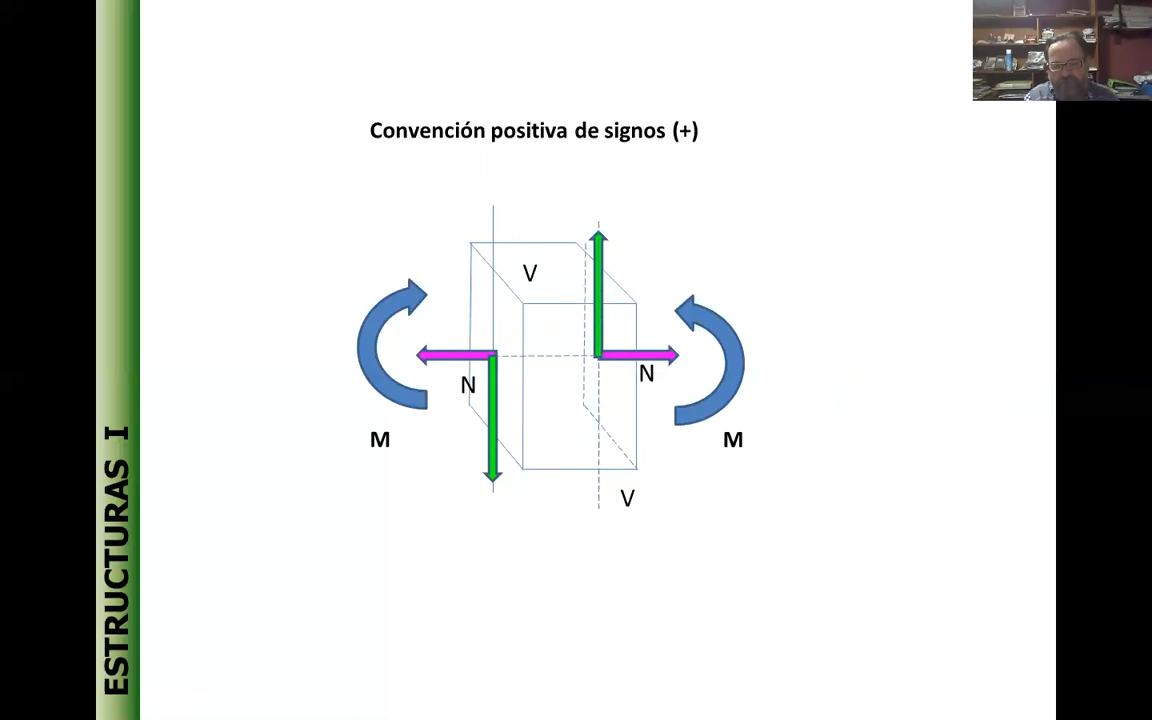 Convención positiva de signos (+)
V
N
N
M
M
V
ESTRUCTURAS I